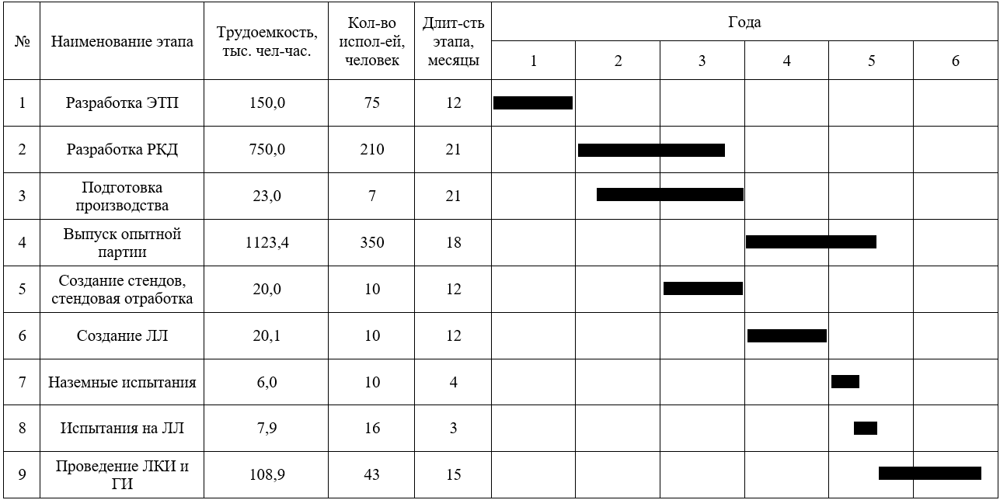 №
Наименование этапа
Трудоемкость,
тыс. чел-час.
Кол-во
испол-ей,
человек
Длит-сть
этапа,
месяцы
Года
1 2 3 4 5 6
1 Разработка ЭТП 150,0 75 12
2 Разработка РКД 750,0 210 21
3 Подготовка
производства 23,0 7 21
4 Выпуск опытной
партии 1123,4 350 18
5 Создание стендов,
стендовая отработка 20,0 10 12
6 Создание ЛЛ 20,1 10 12
7 Наземные испытания 6,0 10 4
8 Испытания на ЛЛ 7,9 16 3
9 Проведение ЛКИ и
ГИ 108,9 43 15